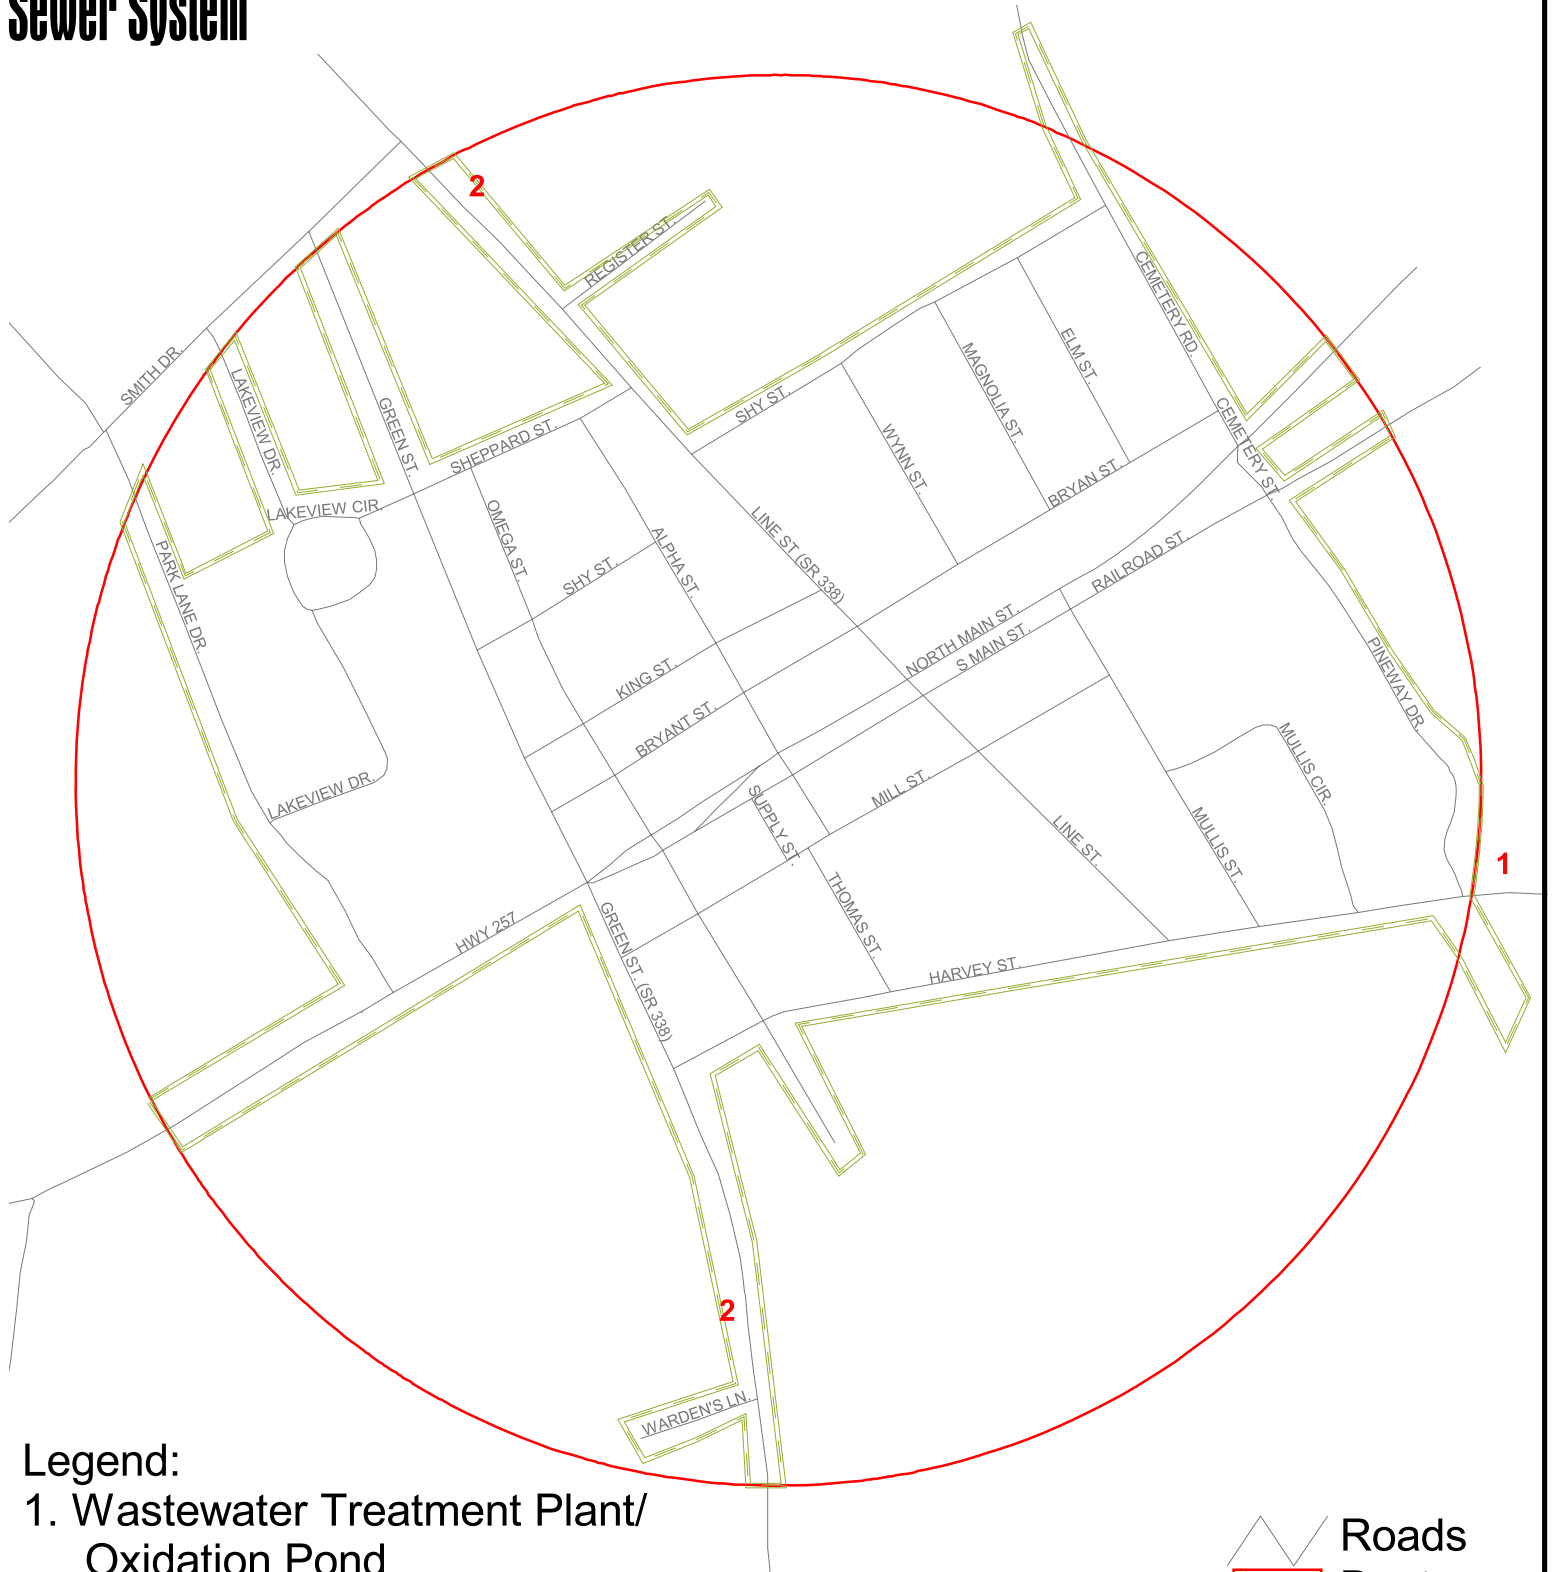 Sewer System
2
REGISTER ST.
CEMETERY RD.
SMITH DR.
LAKEVIEW DR.
GREEN ST.
SHEPPARD ST.
SHY ST.
MAGNOLIA ST.
ELM ST.
WYNN ST.
CEMETERY ST.
BRYAN ST.
LAKEVIEW CIR.
OMEGA ST.
ALPHA ST.
LINE ST (SR 338)
PARK LANE DR.
SHY ST.
RAILROAD ST.
NORTH MAIN ST.
S MAIN ST.
KING ST.
BRYANT ST.
PINEWAY DR.
MULLIS CIR.
LAKEVIEW DR.
SUPPLY ST.
MILL ST.
LINE ST.
MULLIS ST.
1
THOMAS ST.
HWY 257
GREEN ST. (SR 338)
HARVEY ST.
2
WARDEN'S LN.
Legend:
1. Wastewater Treatment Plant/
Oxidation Pond
Roads